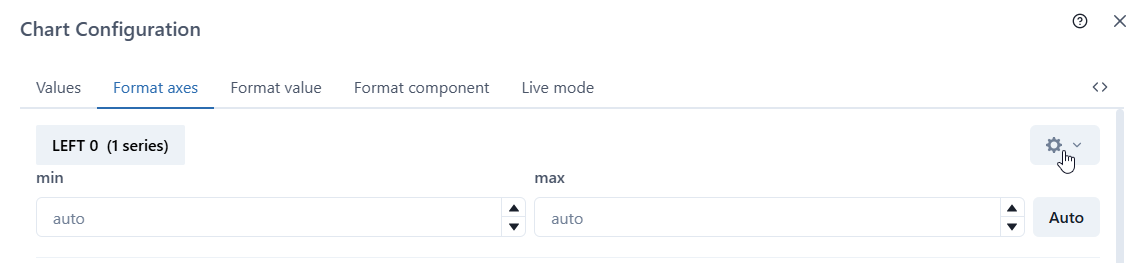 Chart Configuration
Values Format axes Format value Format component Live mode
LEFT 0 (1 series)
min max
auto auto Auto